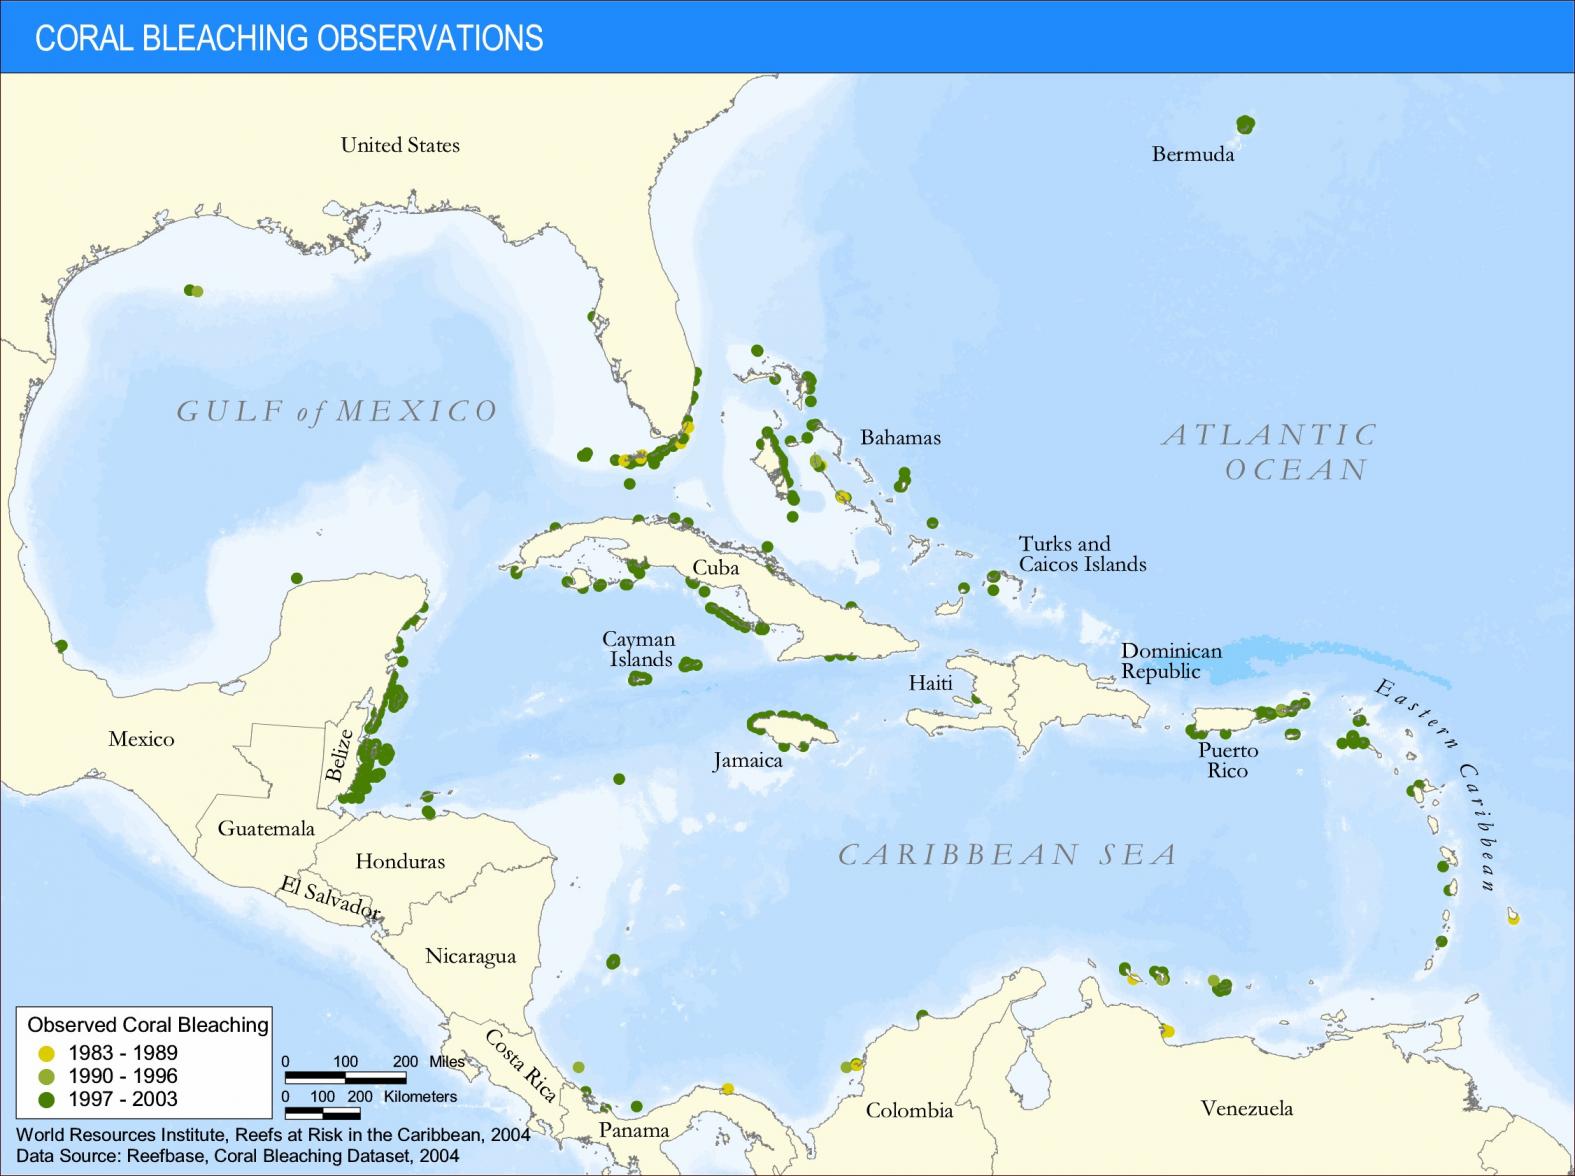 CORAL BLEACHING OBSERVATIONS
United States
Bermuda
GULF of MEXICO
Bahamas
ATLANTIC
OCEAN
Turks and
Caicos Islands
Cuba
Cayman
Islands
Dominican
Republic
Haiti
Eastern Caribbean
Mexico
Belize
Jamaica
Puerto
Rico
Guatemala
Honduras
CARIBBEAN SEA
El Salvador
Nicaragua
Costa Rica
Panama
Colombia
Venezuela
Observed Coral Bleaching
1983 - 1989
1990 - 1996
1997 - 2003
0 100 200 Miles
0 100 200 Kilometers
World Resources Institute, Reefs at Risk in the Caribbean, 2004
Data Source: Reefbase, Coral Bleaching Dataset, 2004